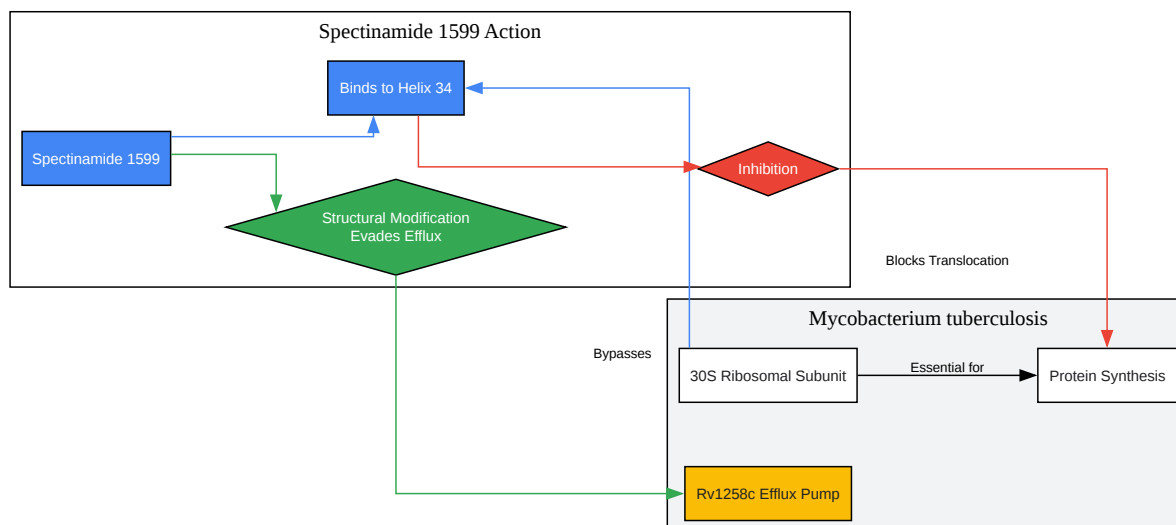 Spectinamide 1599 Action
Binds to Helix 34
Spectinamide 1599
Inhibition
Structural Modification
Evades Efflux
Blocks Translocation
Mycobacterium tuberculosis
Bypasses
30S Ribosomal Subunit
Essential for
Protein Synthesis
Rv1258c Efflux Pump